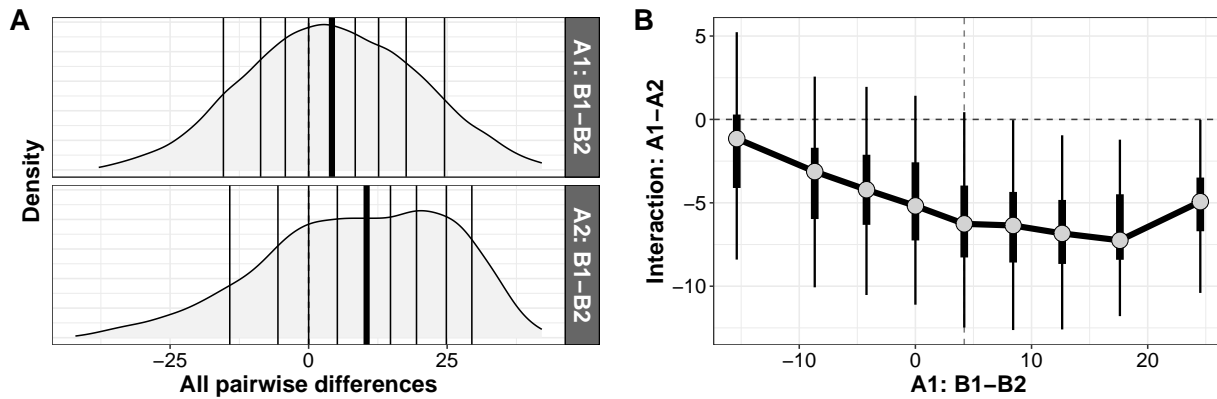 A
A1: B1−B2
A2: B1−B2
Density
−25 0 25
All pairwise differences
B
5
0
−5
−10
Interaction: A1−A2
−10 0 10 20
A1: B1−B2